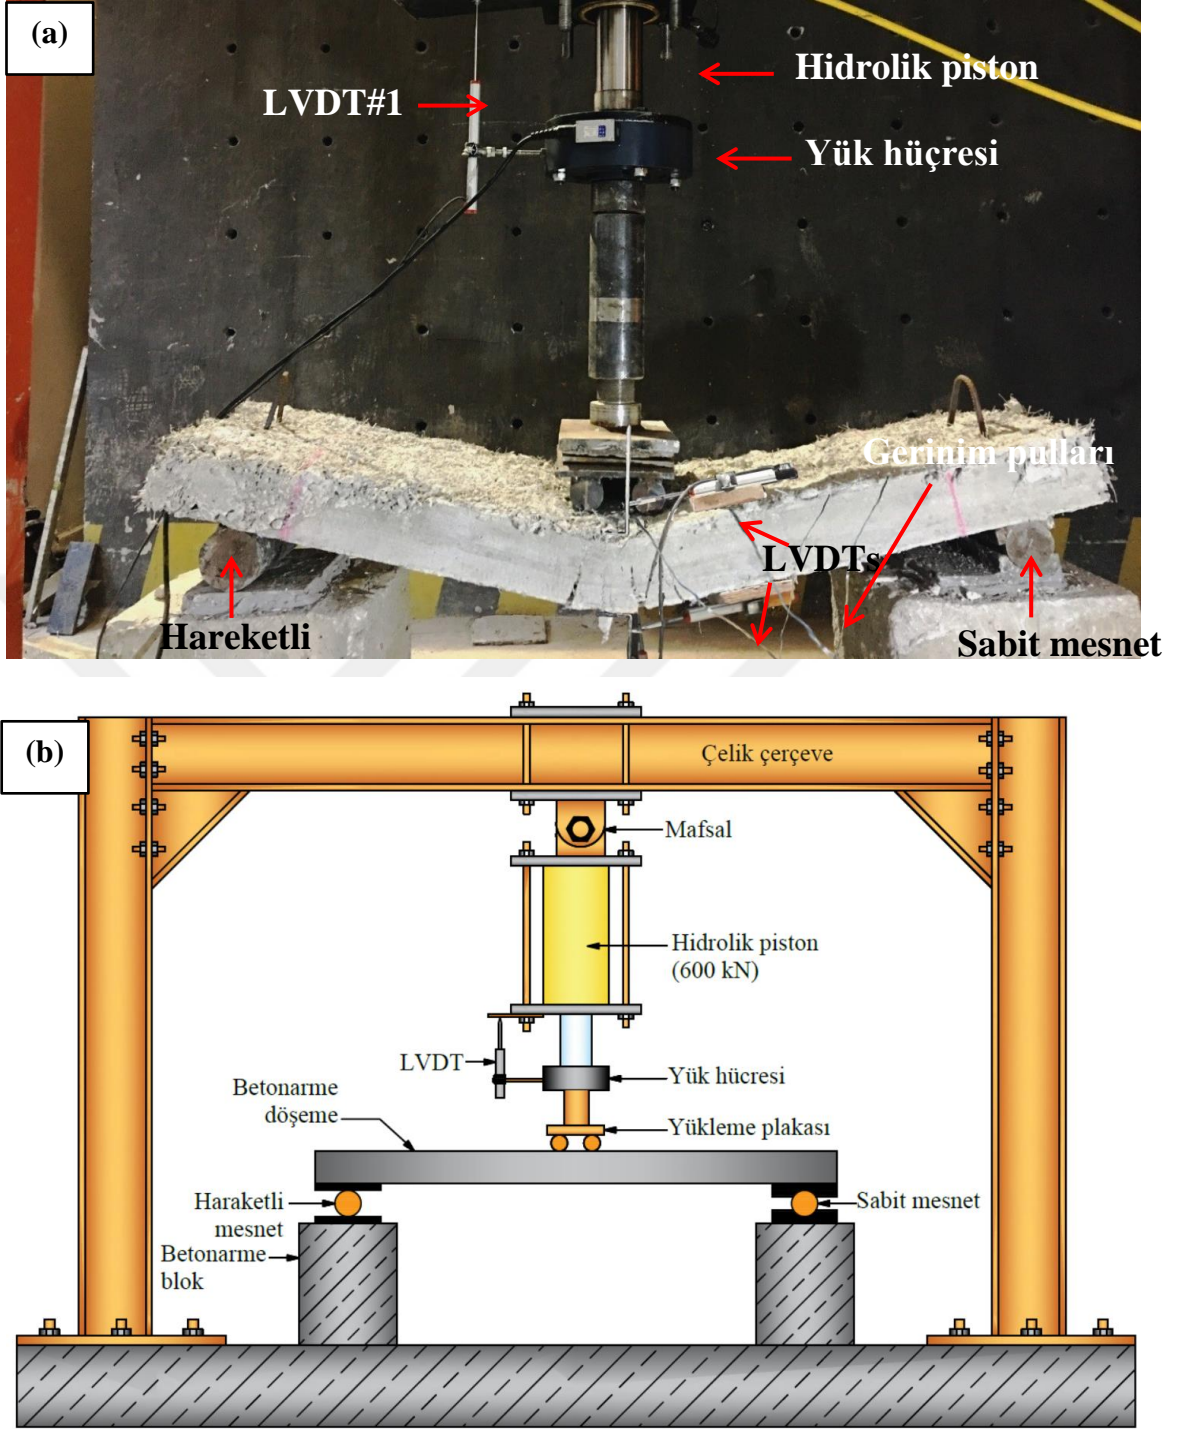 (a)
Hidrolik piston
LVDT#1
Yük hüçresi
Gerinim pulları
LVDTs
Hareketli
Sabit mesnet
(b)
Çelik çerçeve
Mafsal
Hidrolik piston
(600 kN)
LVDT
Yük hücresi
Betonarme
döşeme
Yükleme plakası
Haraketli
mesnet
Sabit mesnet
Betonarme
blok